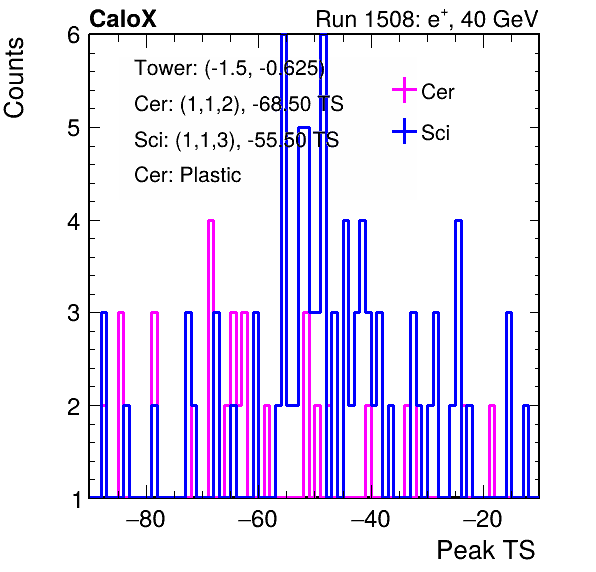 CaloX Run 1508: e+, 40 GeV
Counts
6
Tower: (-1.5, -0.625)
Cer: (1,1,2), -68.50 TS
Sci: (1,1,3), -55.50 TS
Cer: Plastic
Cer
Sci
5
4
3
2
1
−80 −60 −40 −20
Peak TS